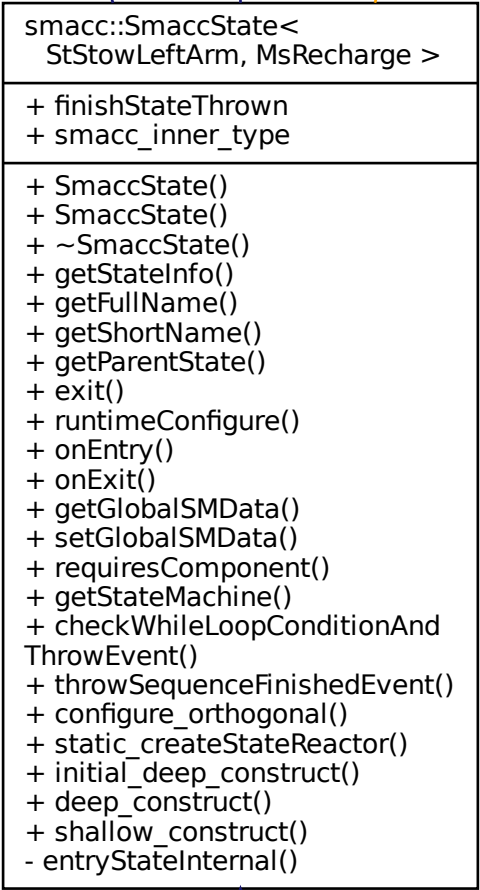 smacc::SmaccState<
StStowLeftArm, MsRecharge >
+ finishStateThrown
+ smacc_inner_type
+ SmaccState()
+ SmaccState()
+ ~SmaccState()
+ getStateInfo()
+ getFullName()
+ getShortName()
+ getParentState()
+ exit()
+ runtimeConfigure()
+ onEntry()
+ onExit()
+ getGlobalSMData()
+ setGlobalSMData()
+ requiresComponent()
+ getStateMachine()
+ checkWhileLoopConditionAnd
ThrowEvent()
+ throwSequenceFinishedEvent()
+ configure_orthogonal()
+ static_createStateReactor()
+ initial_deep_construct()
+ deep_construct()
+ shallow_construct()
- entryStateInternal()